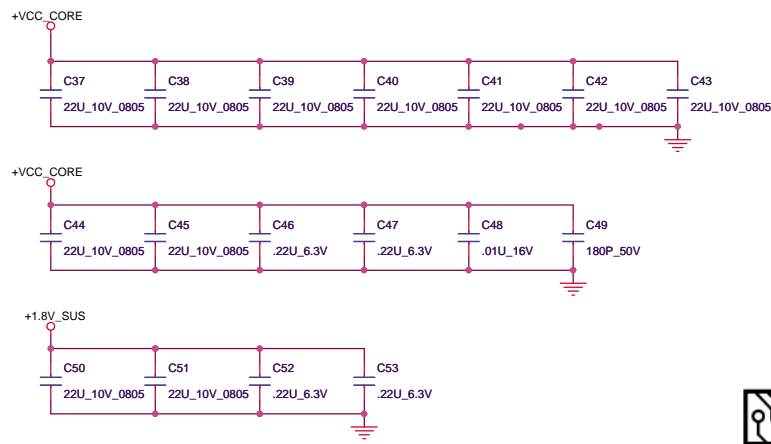 +VCC_CORE
C37 C38 C39 C40 C41 C42 C43
22U_10V_0805 22U_10V_0805 22U_10V_0805 22U_10V_0805 22U_10V_0805 22U_10V_0805 22U_10V_0805
+VCC_CORE
C44 C45 C46 C47 C48 C49
22U_10V_0805 22U_10V_0805 .22U_6.3V .22U_6.3V .01U_16V 180P_50V
+1.8V_SUS
C50 C51 C52 C53
22U_10V_0805 22U_10V_0805 .22U_6.3V .22U_6.3V